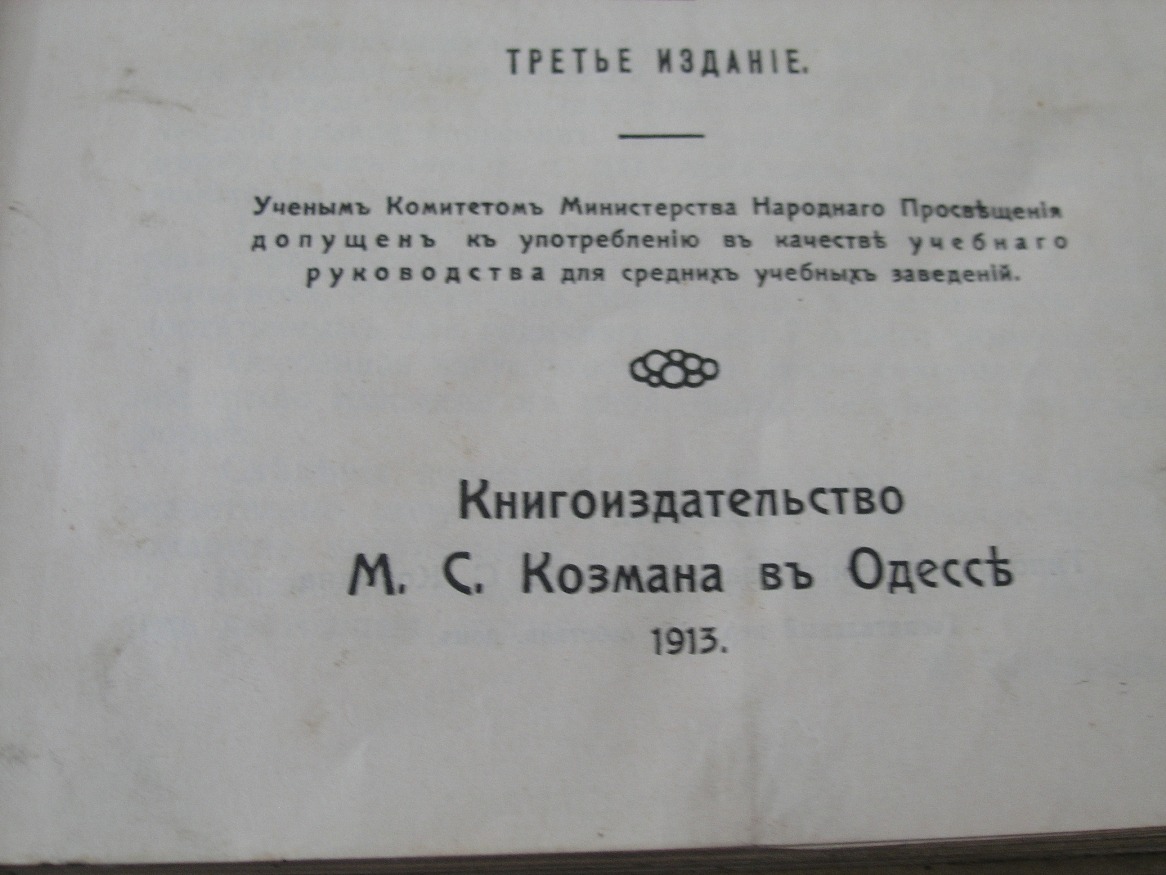 ТРЕТЬЕ ИЗДАНІЕ.
Ученымъ Комитетомъ Министерства Народнаго Просвѣщенія
допущенъ къ употребленію въ качествѣ учебнаго
руководства для среднихъ учебныхъ заведеній.
Книгоиздательство
М. С. Козмана въ Одессѣ
1913.